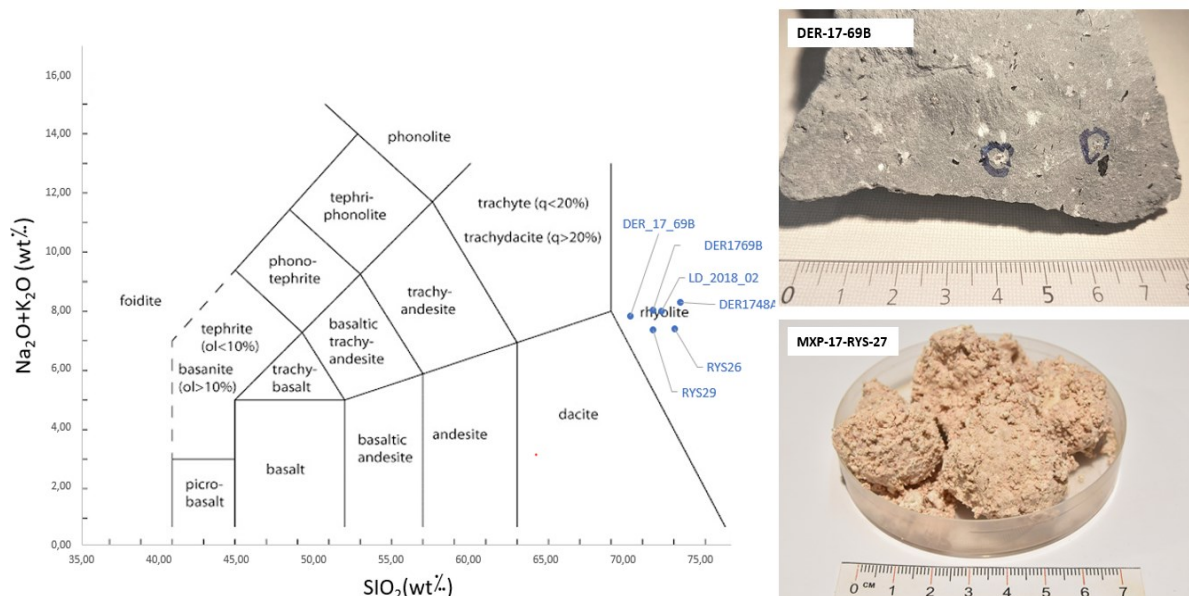 16,00
14,00
12,00
10,00
8,00
6,00
4,00
2,00
0,00
Na2O+K2O (wt%)
35,00
40,00
45,00
50,00
55,00
60,00
65,00
70,00
75,00
SIO2(wt%)
phonolite
tephri-
phonolite
trachyte (q<20%)
trachydacite (q>20%)
phono-
tephrite
foidite
trachy-
andesite
tephrite
(ol<10%)
basanite
(ol>10%)
basaltic
trachy-
andesite
trachy-
basalt
picro-
basalt
basalt
basaltic
andesite
andesite
dacite
rhyolite
DER_17_69B
DER1769B
LD_2018_02
DER1748A
RYS26
RYS29
DER-17-69B
0 1 2 3 4 5 6 7 8
MXP-17-RYS-27
0 CM 1 2 3 4 5 6 7